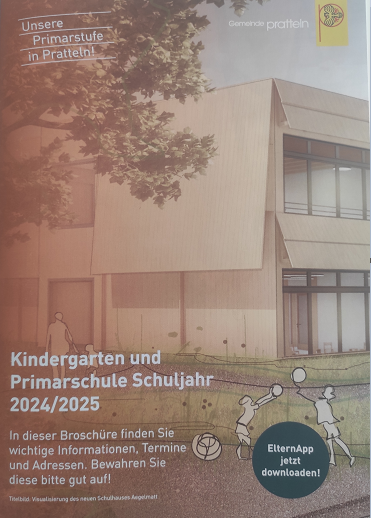 Unsere
Primarstufe
in Pratteln!
Gemeinde pratteln
Kindergarten und
Primarschule Schuljahr
2024/2025
In dieser Broschüre finden Sie
wichtige Informationen, Termine
und Adressen. Bewahren Sie
diese bitte gut auf!
ElternApp
jetzt
downloaden!
Titelbild: Visualisierung des neuen Schulhauses Aegelmatt